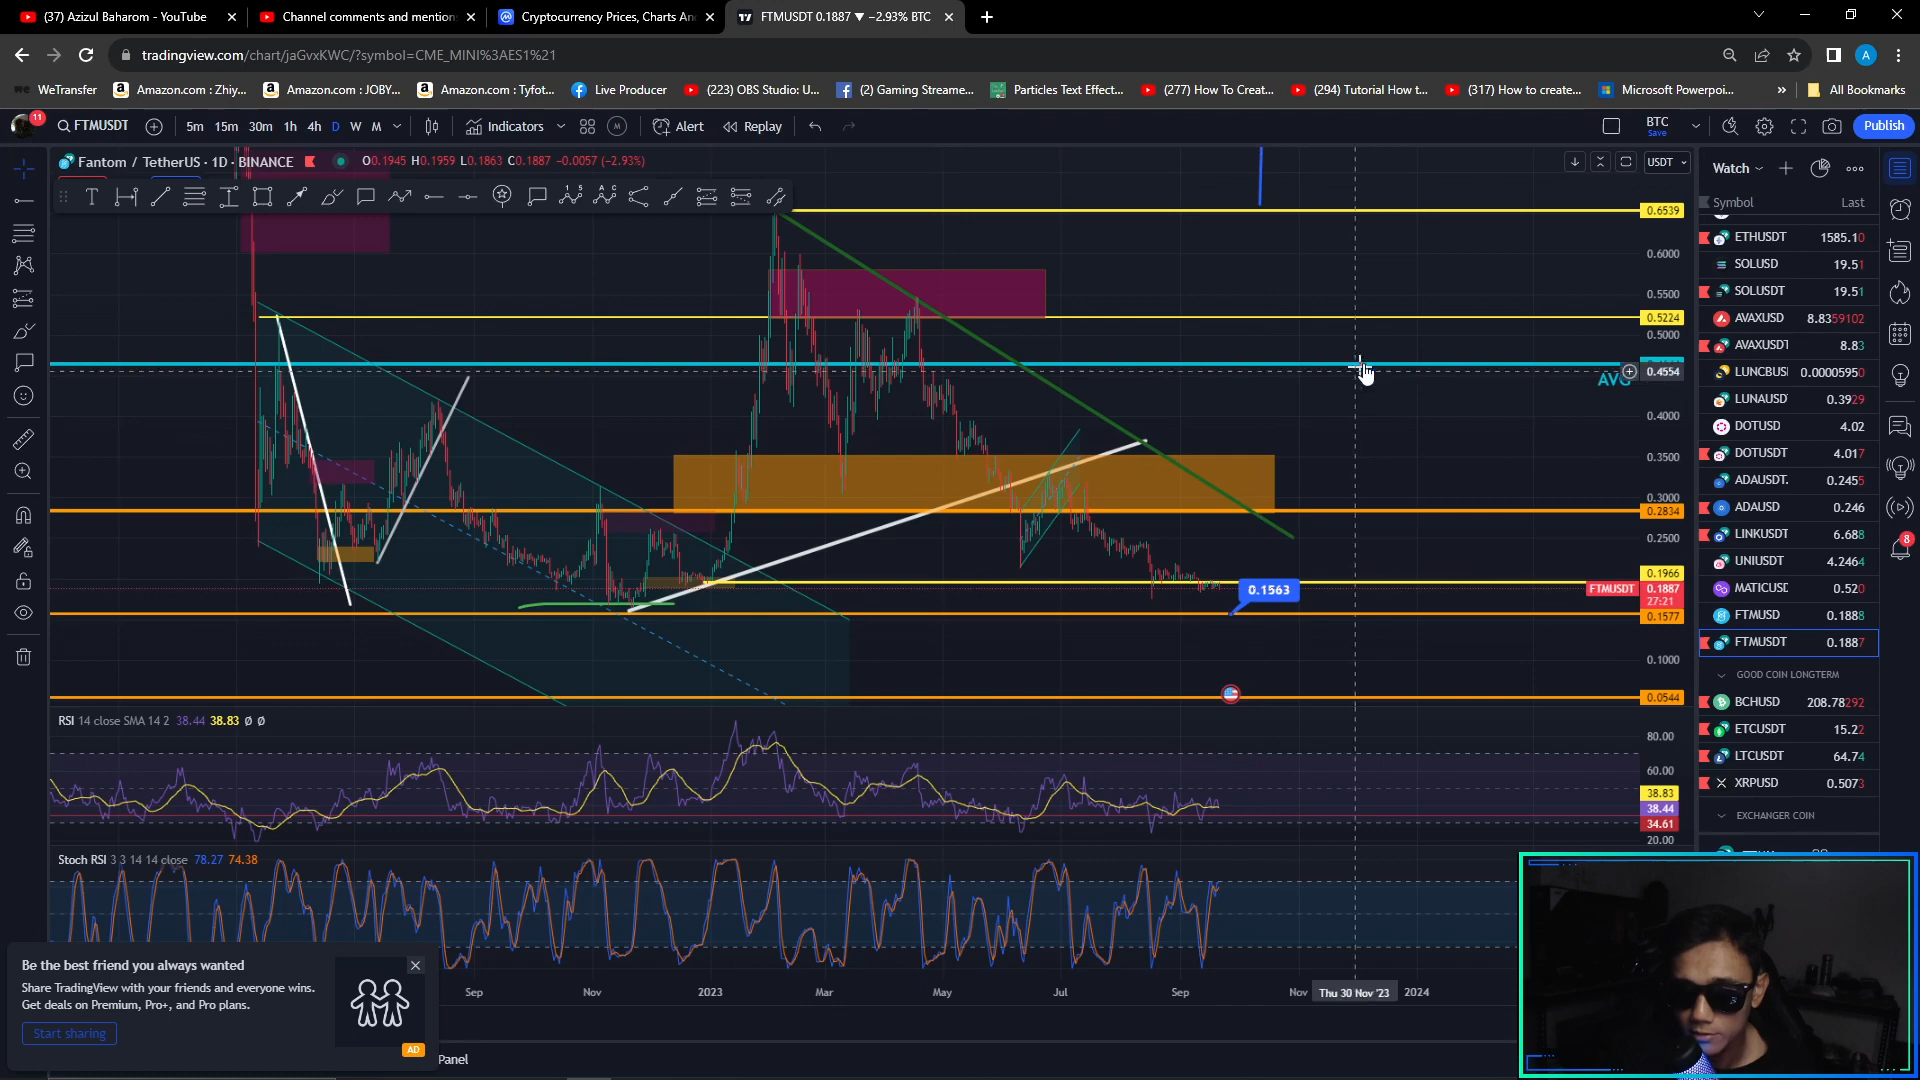 (37) Azizul Baharom - YouTube
Channel comments and mention
Cryptocurrency Prices, Charts An
FTMUSDT 0.1887 ▼ −2.93% BTC
tradingview.com/chart/jaGvxKWC/?symbol=CME_MINI%3AES1%21
A
WeTransfer
Amazon.com : Zhiy...
Amazon.com : JOBY...
Amazon.com : Tyfot...
Live Producer
(223) OBS Studio: U...
(2) Gaming Streame...
Particles Text Effect...
(277) How To Creat...
(294) Tutorial How t...
(317) How to create...
Microsoft Powerpoi...
»
All Bookmarks
11
FTMUSDT
5m 15m 30m 1h 4h D W M
Indicators
Alert
Replay
BTC
Save
Publish
Fantom / TetherUS · 1D · BINANCE
O0.1945 H0.1959 L0.1863 C0.1887 −0.0057 (−2.93%)
USDT
0.6539
0.6000
0.5500
0.5224
0.5000
0.4554
AVG
0.4000
0.3500
0.3000
0.2834
0.2500
0.1966
FTMUSDT 0.1887
27:21
0.1577
0.1563
0.1000
0.0544
RSI 14 close SMA 14 2 38.44 38.83 Ø Ø
80.00
60.00
38.83
38.44
34.61
20.00
Stoch RSI 3 3 14 14 close 78.27 74.38
Sep
Nov
2023
Mar
May
Jul
Sep
Nov
Thu 30 Nov '23
2024
Watch
Symbol Last
ETHUSDT 1585.10
SOLUSD 19.51
SOLUSDT 19.51
AVAXUSD 8.8359102
AVAXUSDT 8.83
LUNCBUS 0.00005950
LUNAUSD 0.3929
DOTUSD 4.02
DOTUSDT 4.017
ADAUSDT. 0.2455
ADAUSD 0.246
LINKUSDT 6.688
UNIUSDT 4.2464
MATICUSD 0.520
FTMUSD 0.1888
FTMUSDT 0.1887
GOOD COIN LONGTERM
BCHUSD 208.78292
ETCUSDT 15.22
LTCUSDT 64.74
XRPUSD 0.5073
EXCHANGER COIN
8
Be the best friend you always wanted
Share TradingView with your friends and everyone wins.
Get deals on Premium, Pro+, and Pro plans.
Start sharing
AD
Panel